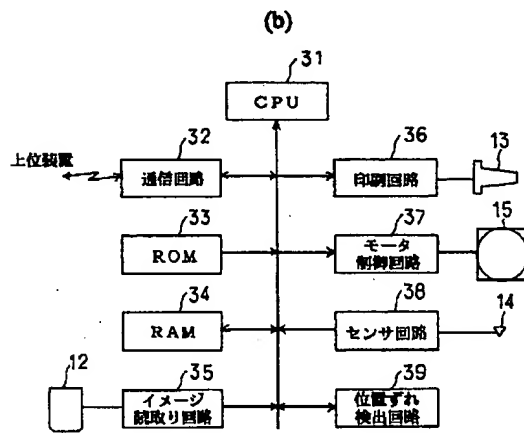 (b)
31
CPU
32
36
13
上位装置
通信回路
印刷回路
33
37
15
ROM
モータ
制御回路
34
38
14
RAM
センサ回路
12
35
39
イメージ
読取り回路
位置ずれ
検出回路